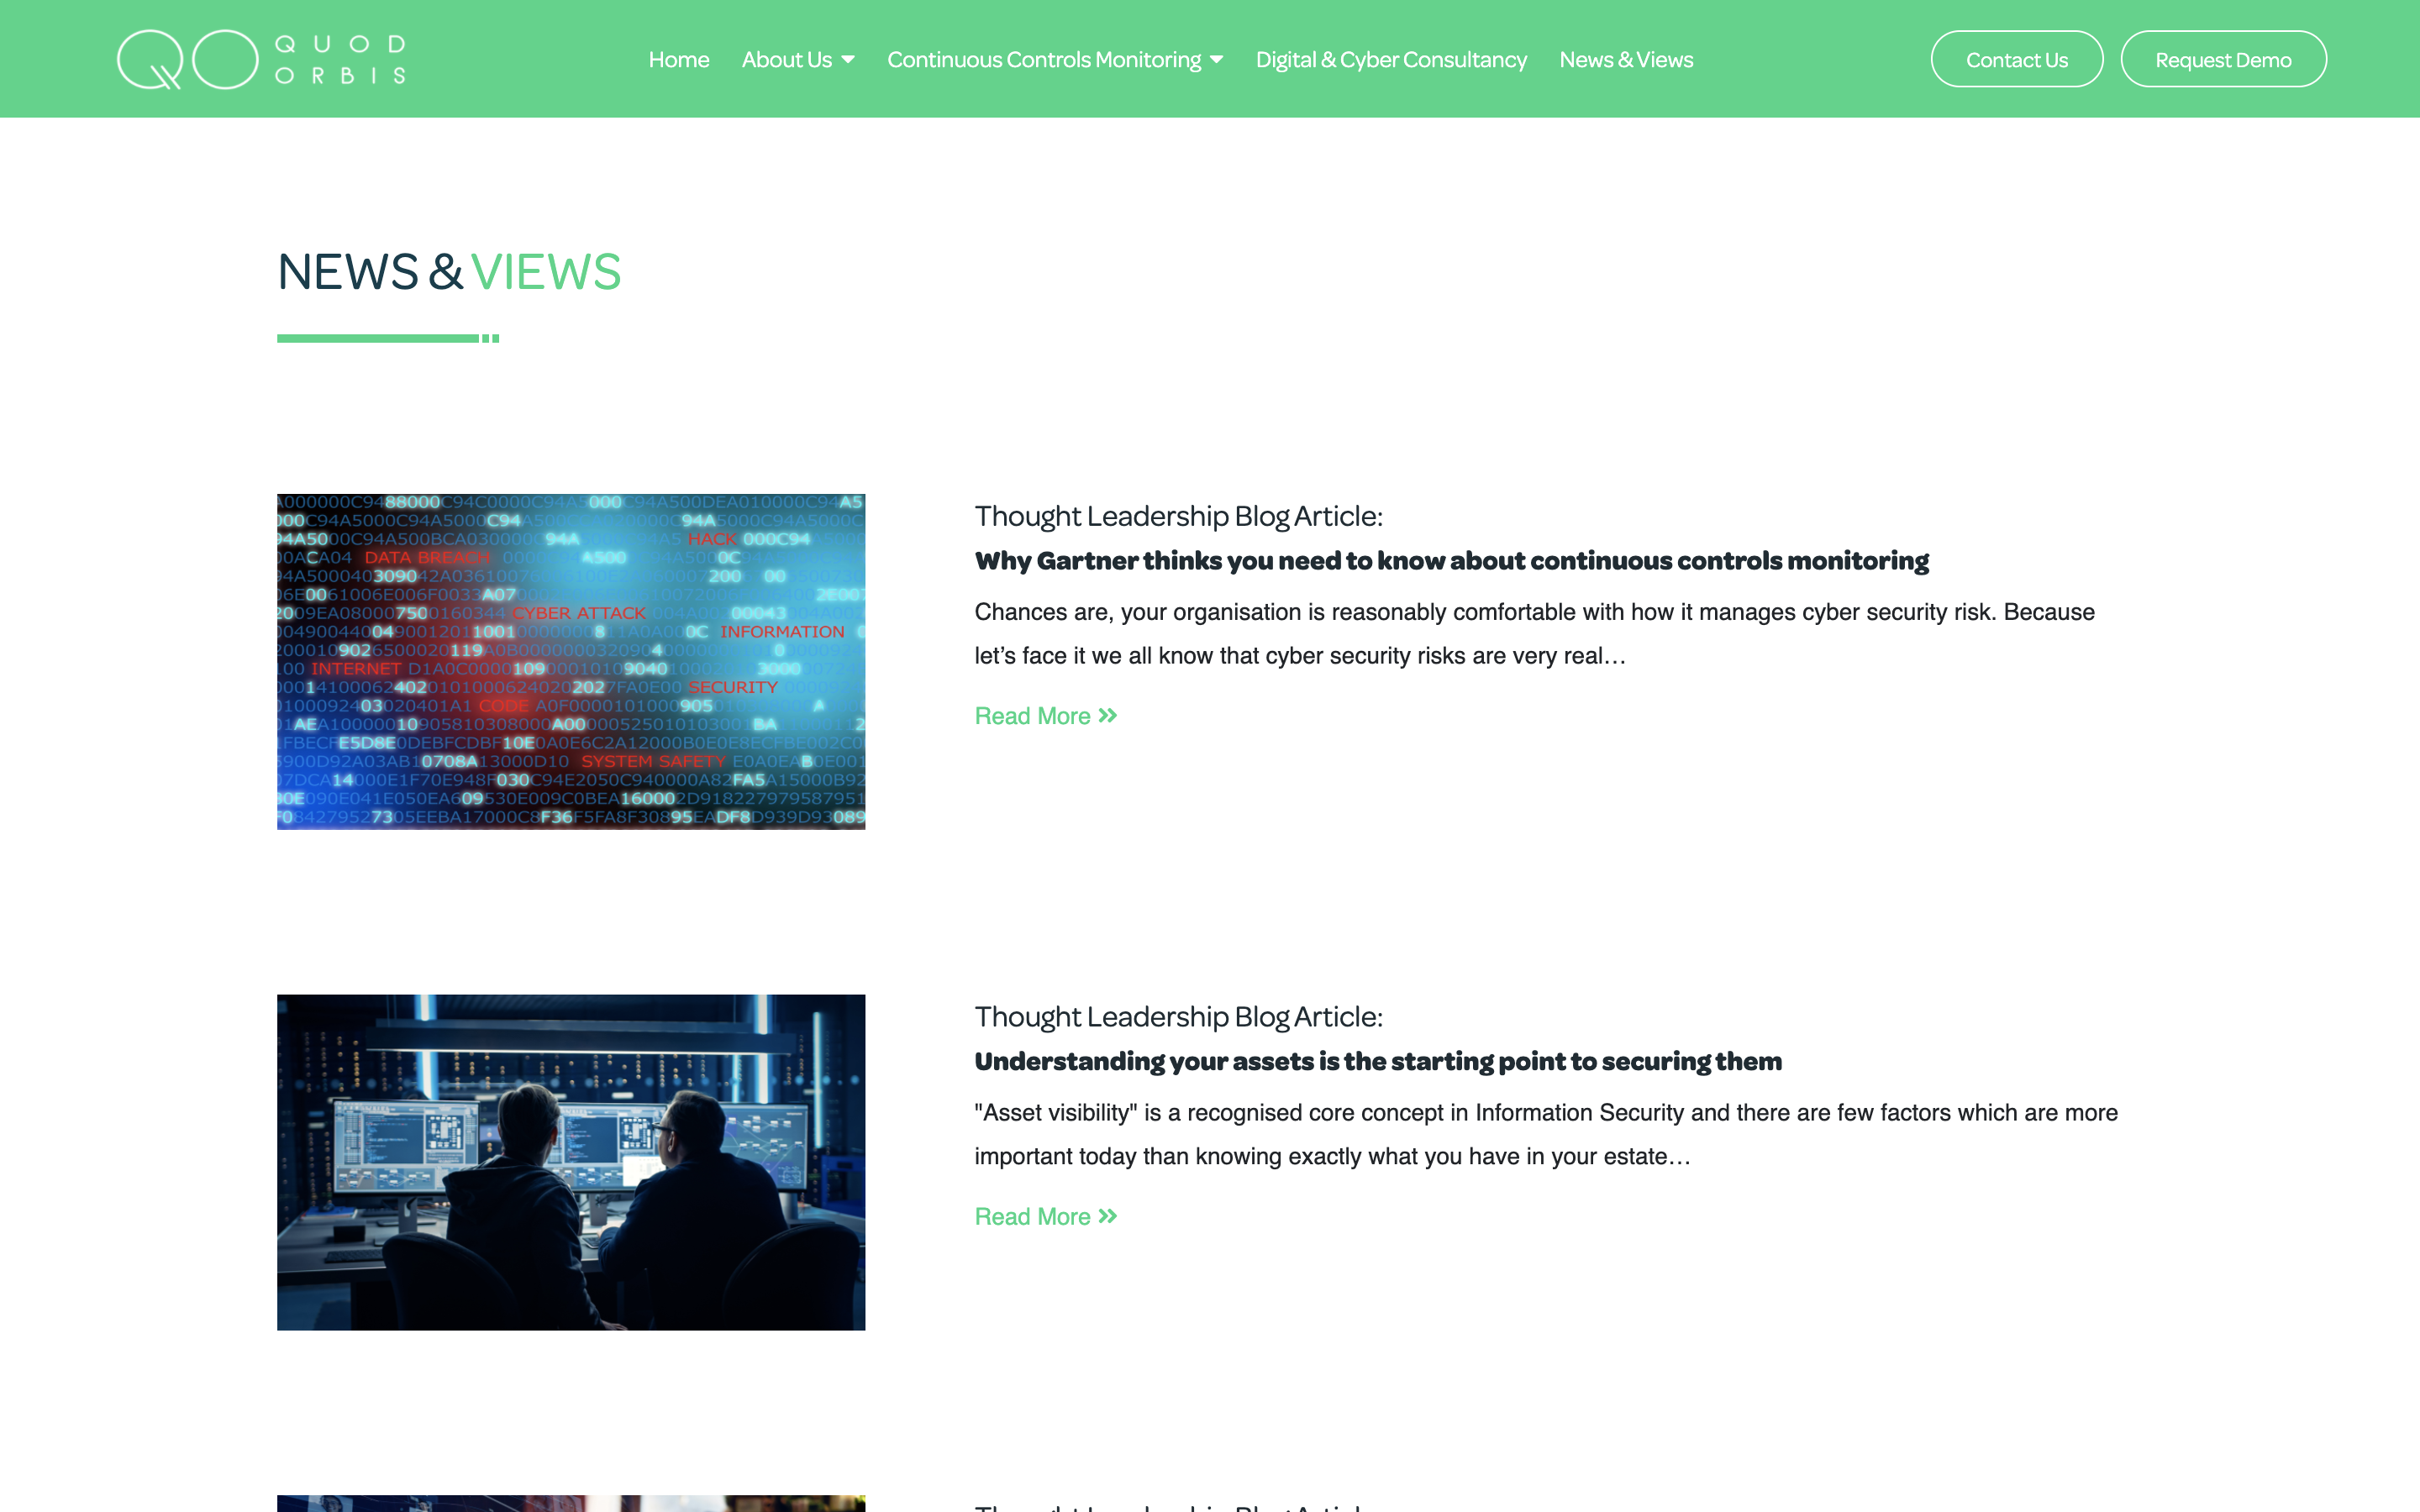 QO QUOD
ORBIS
Home
About Us
Continuous Controls Monitoring
Digital & Cyber Consultancy
News & Views
Contact Us
Request Demo
NEWS & VIEWS
HACK
DATA BREACH
CYBER ATTACK
INFORMATION
INTERNET
SECURITY
CODE
SYSTEM SAFETY
Thought Leadership Blog Article:
Why Gartner thinks you need to know about continuous controls monitoring
Chances are, your organisation is reasonably comfortable with how it manages cyber security risk. Because
let’s face it we all know that cyber security risks are very real…
Read More
Thought Leadership Blog Article:
Understanding your assets is the starting point to securing them
"Asset visibility" is a recognised core concept in Information Security and there are few factors which are more
important today than knowing exactly what you have in your estate…
Read More